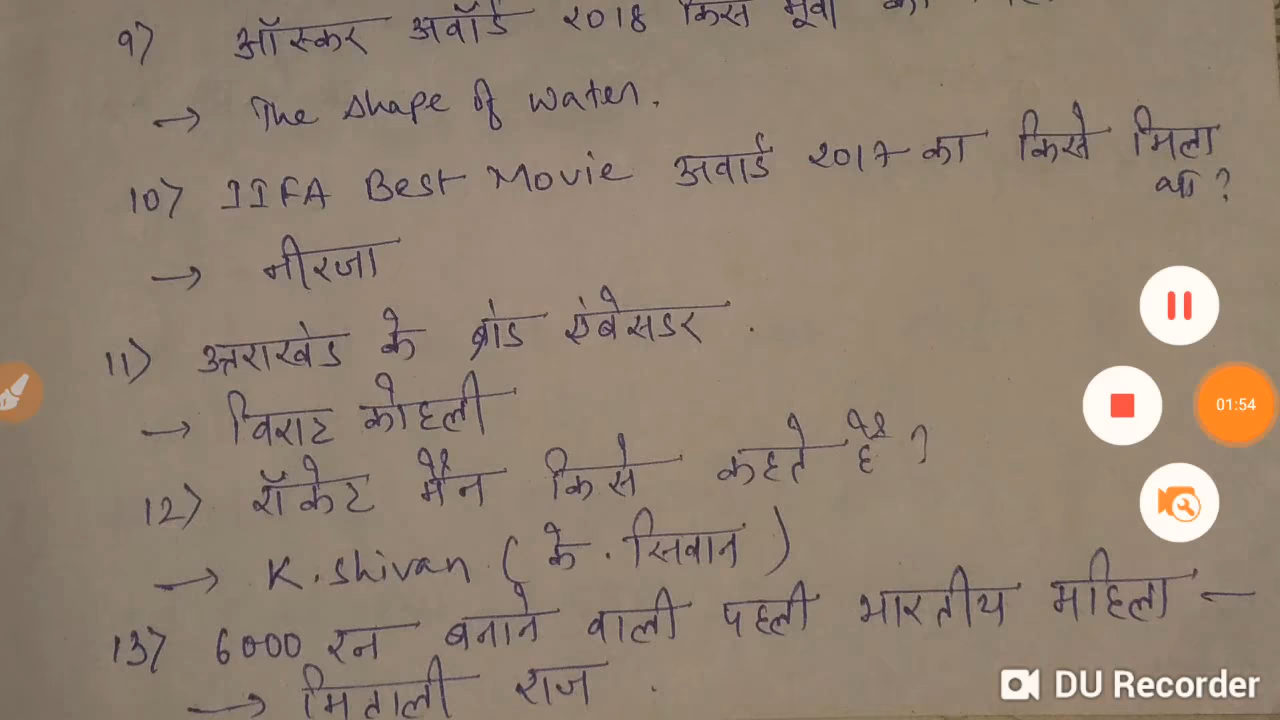 9) ऑस्कर अवॉर्ड 2018 किस मूवी
→ The shape of water.
10) IIFA Best Movie अवार्ड 2017 का किसे मिला
था?
→ नीरजा
11) उत्तराखंड के ब्रांड एंबेसडर .
→ विराट कोहली
12) रॉकेट मैन किसे कहते है ?
→ K. Shivan ( के . सिवान )
13) 6000 रन बनाने वाली पहली भारतीय महिला –
→ मिताली राज .
01:54
DU Recorder